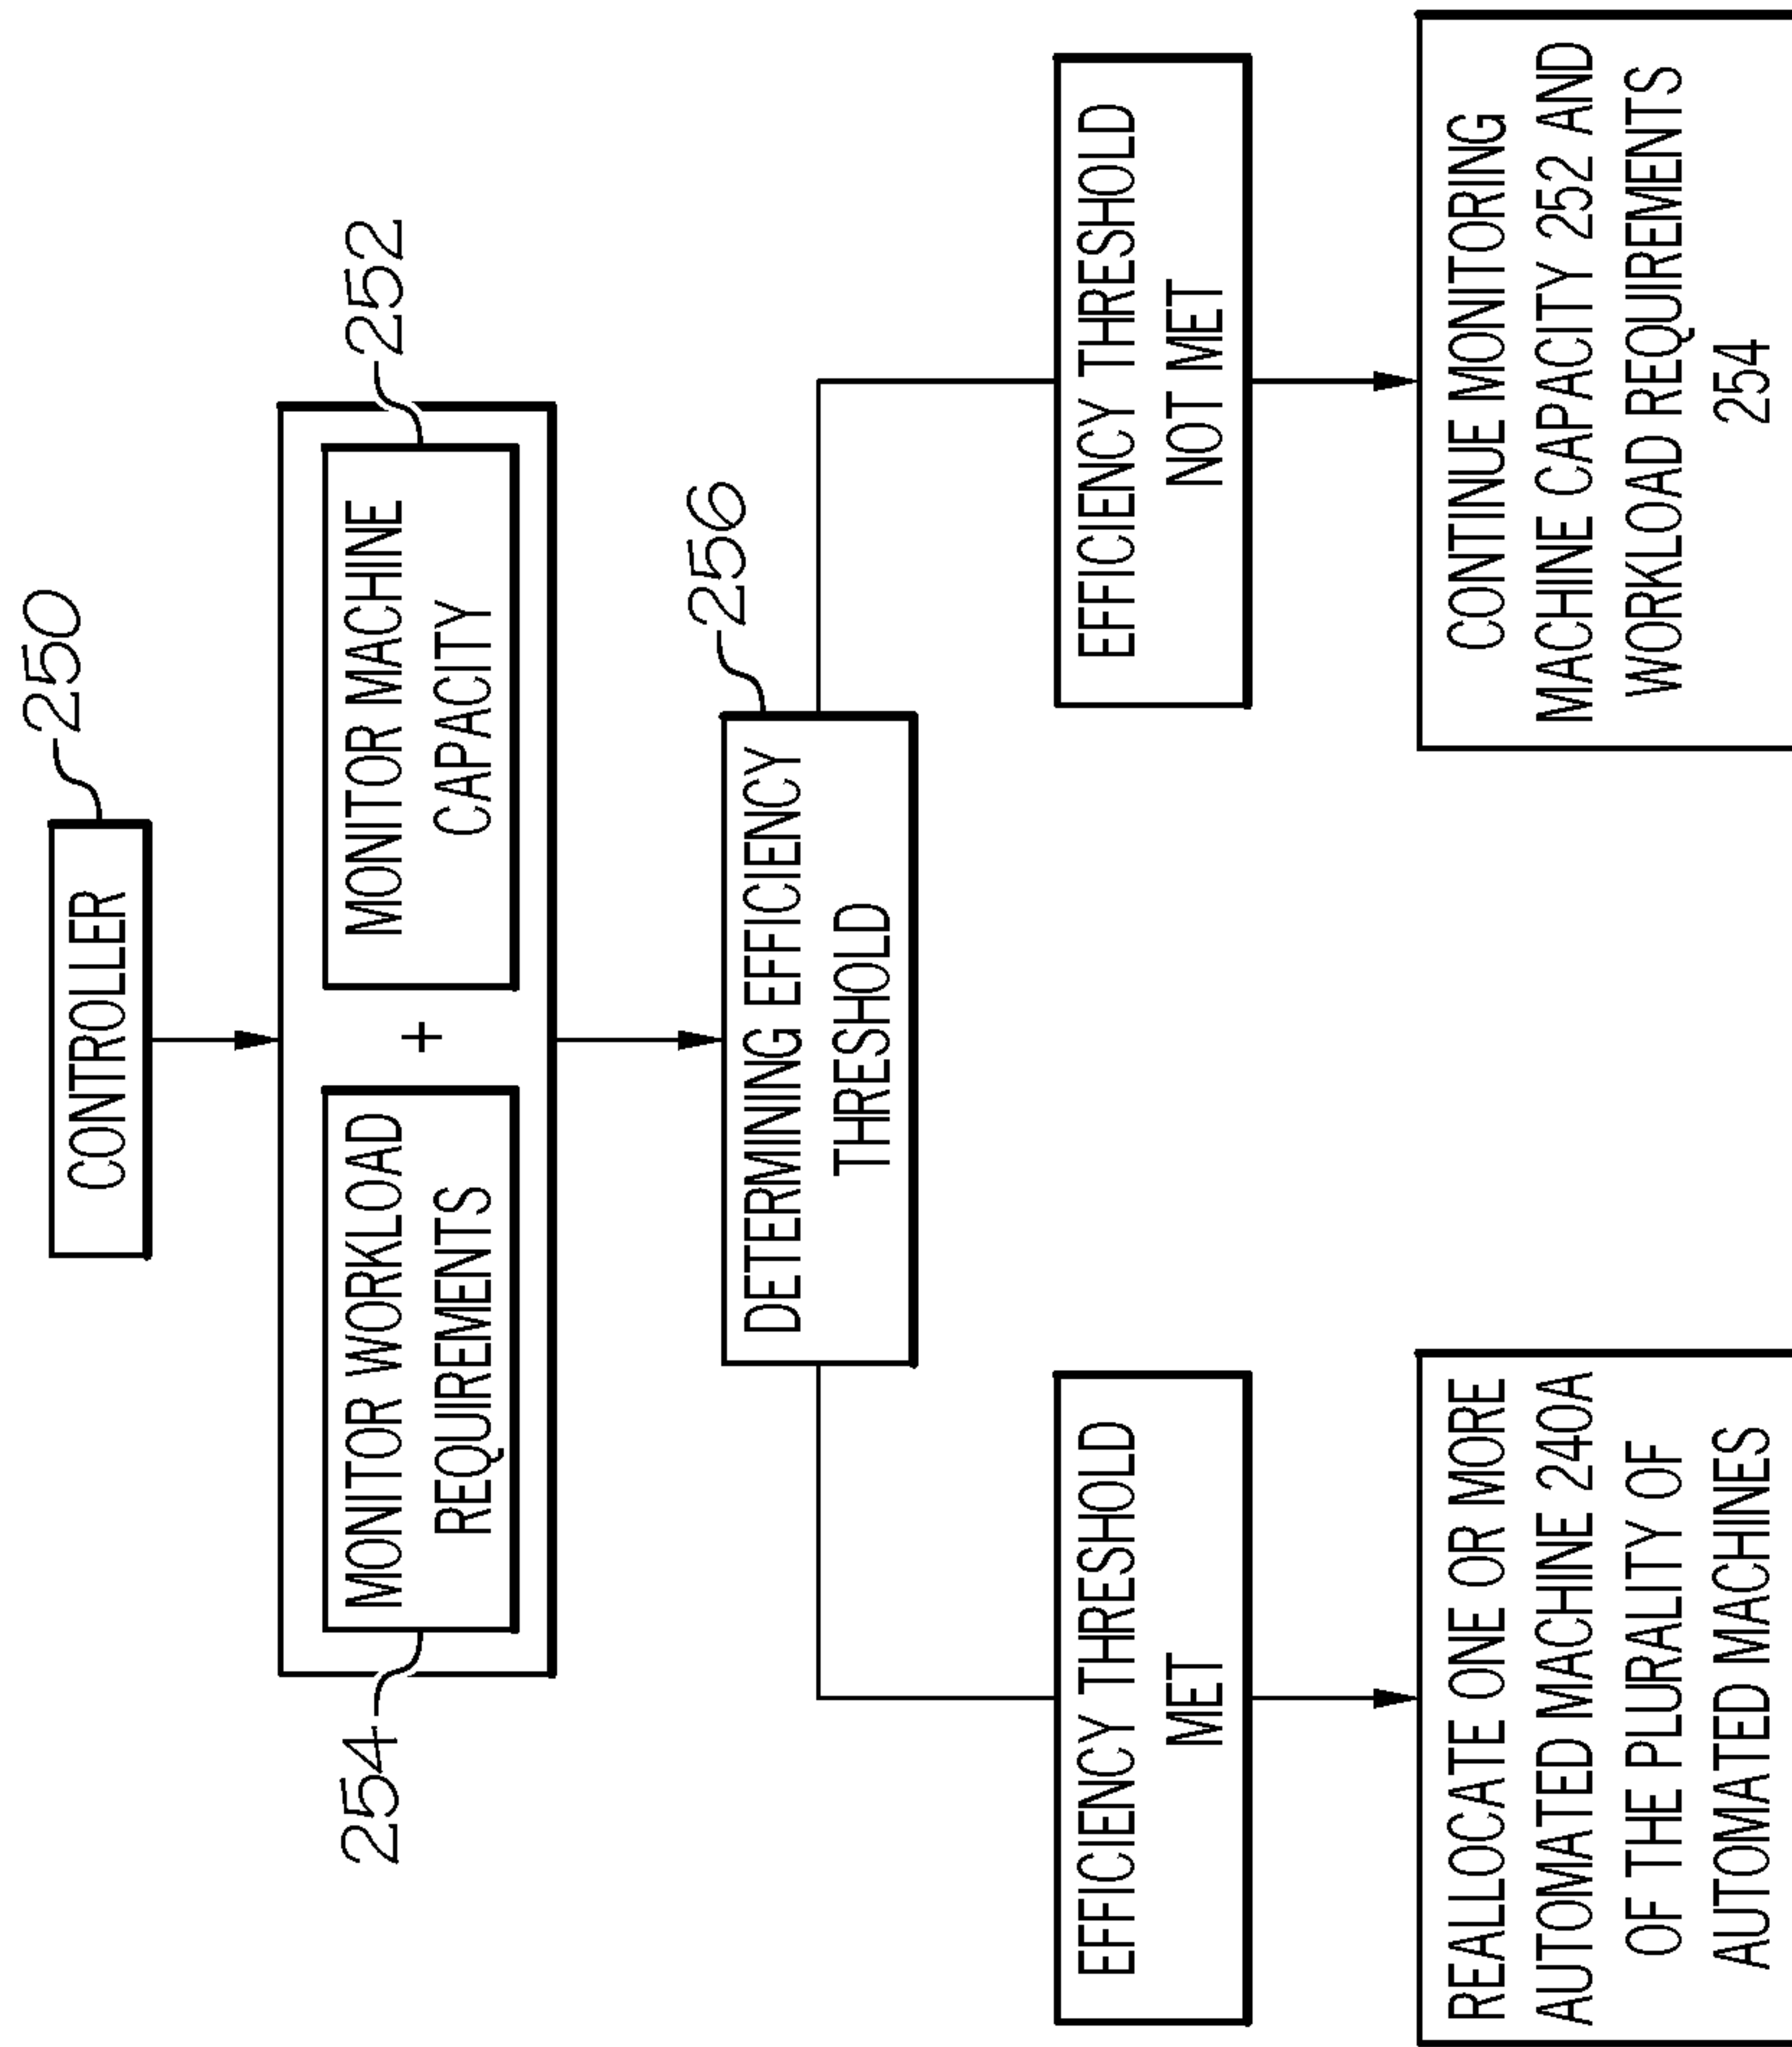 250
CONTROLLER
254
MONITOR WORKLOAD
REQUIREMENTS
+
MONITOR MACHINE
CAPACITY
252
256
DETERMINING EFFICIENCY
THRESHOLD
EFFICIENCY THRESHOLD
MET
EFFICIENCY THRESHOLD
NOT MET
REALLOCATE ONE OR MORE
AUTOMATED MACHINE 240A
OF THE PLURALITY OF
AUTOMATED MACHINES
CONTINUE MONITORING
MACHINE CAPACITY 252 AND
WORKLOAD REQUIREMENTS
254